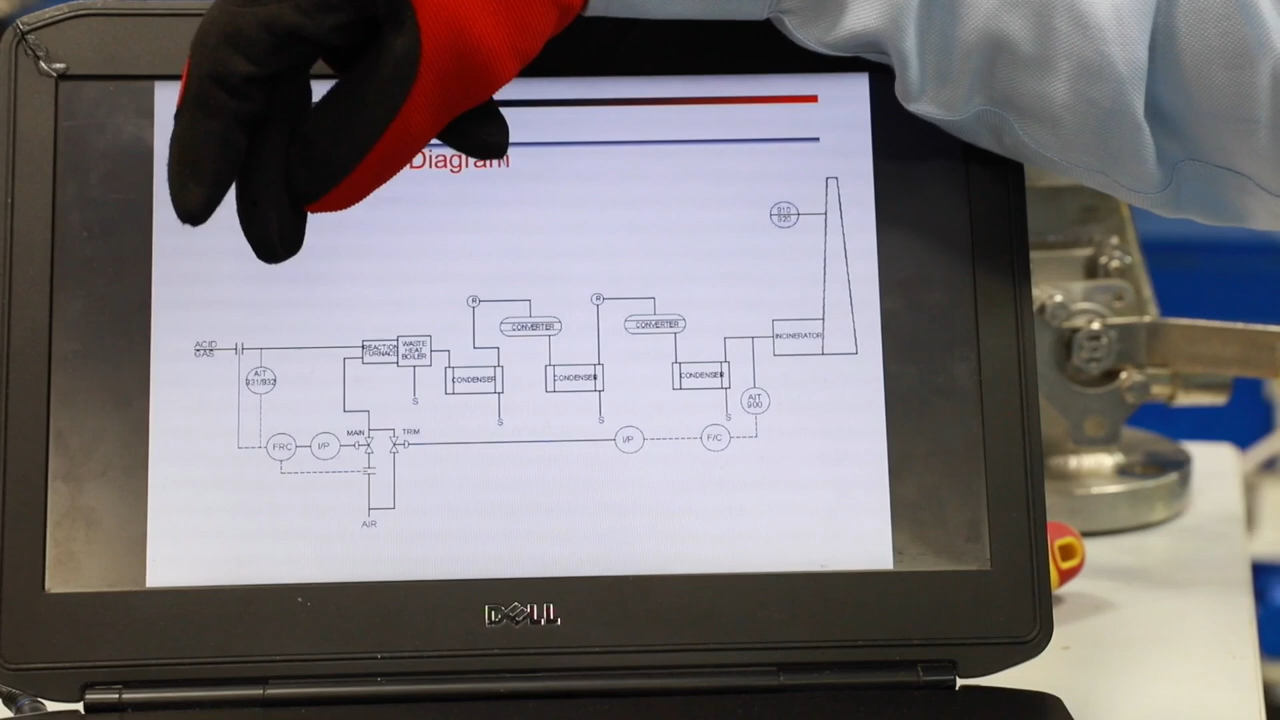 Diagram
910
920
R
R
CONVERTER
CONVERTER
INCINERATOR
ACID
GAS
REACTION
FURNACE
WASTE
HEAT
BOILER
CONDENSER
CONDENSER
CONDENSER
AIT
931/932
S
AIT
900
S
S
S
MAIN
TRIM
FRC
I/P
I/P
F/C
AIR
DELL